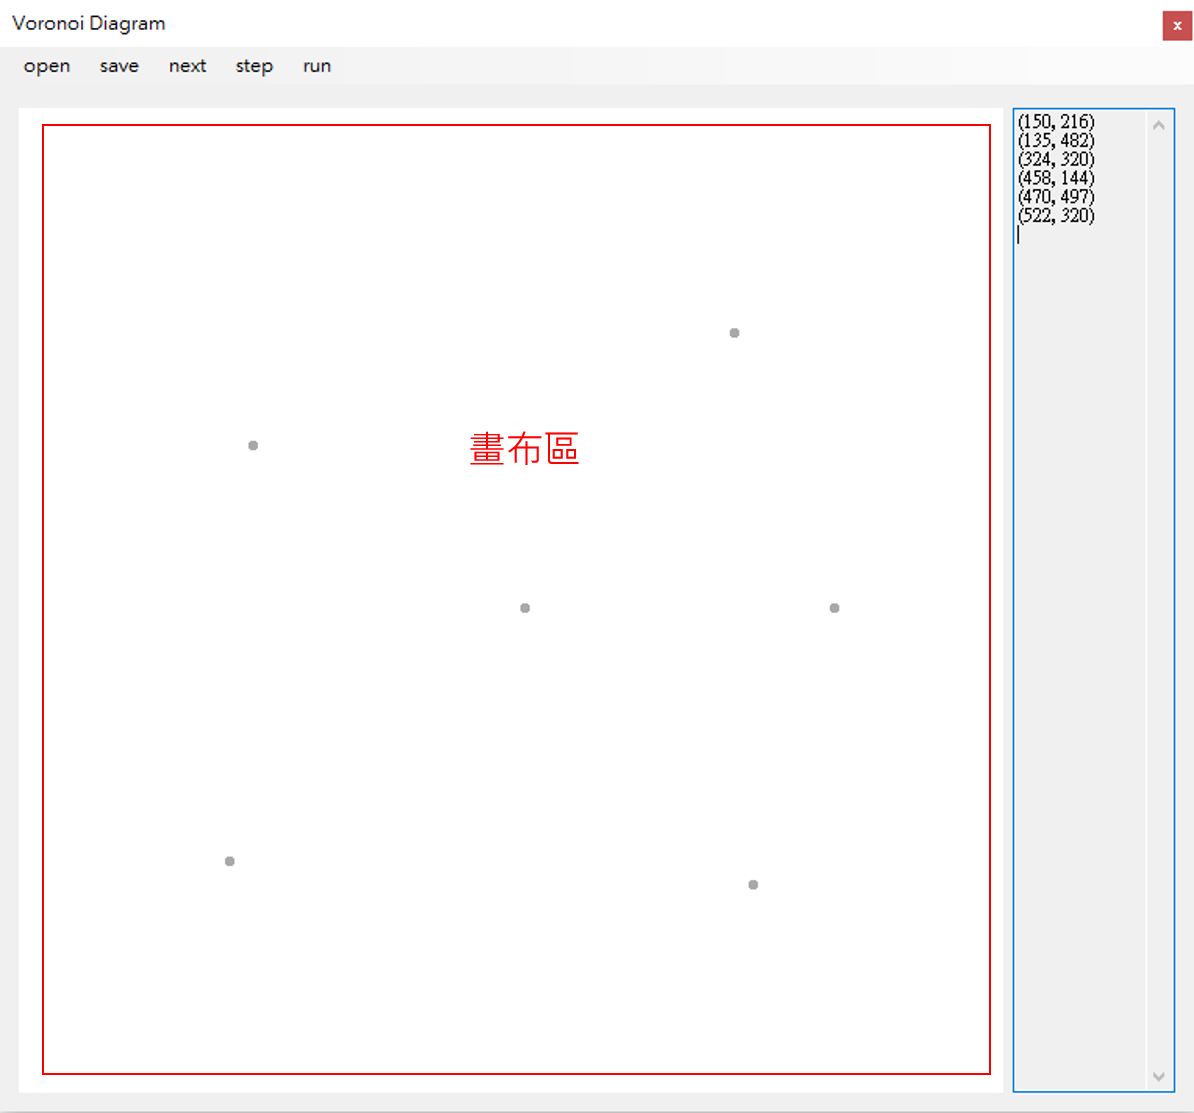 Voronoi Diagram
x
open save next step run
(150, 216)
(135, 482)
(324, 320)
(458, 144)
(470, 497)
(522, 320)
畫布區